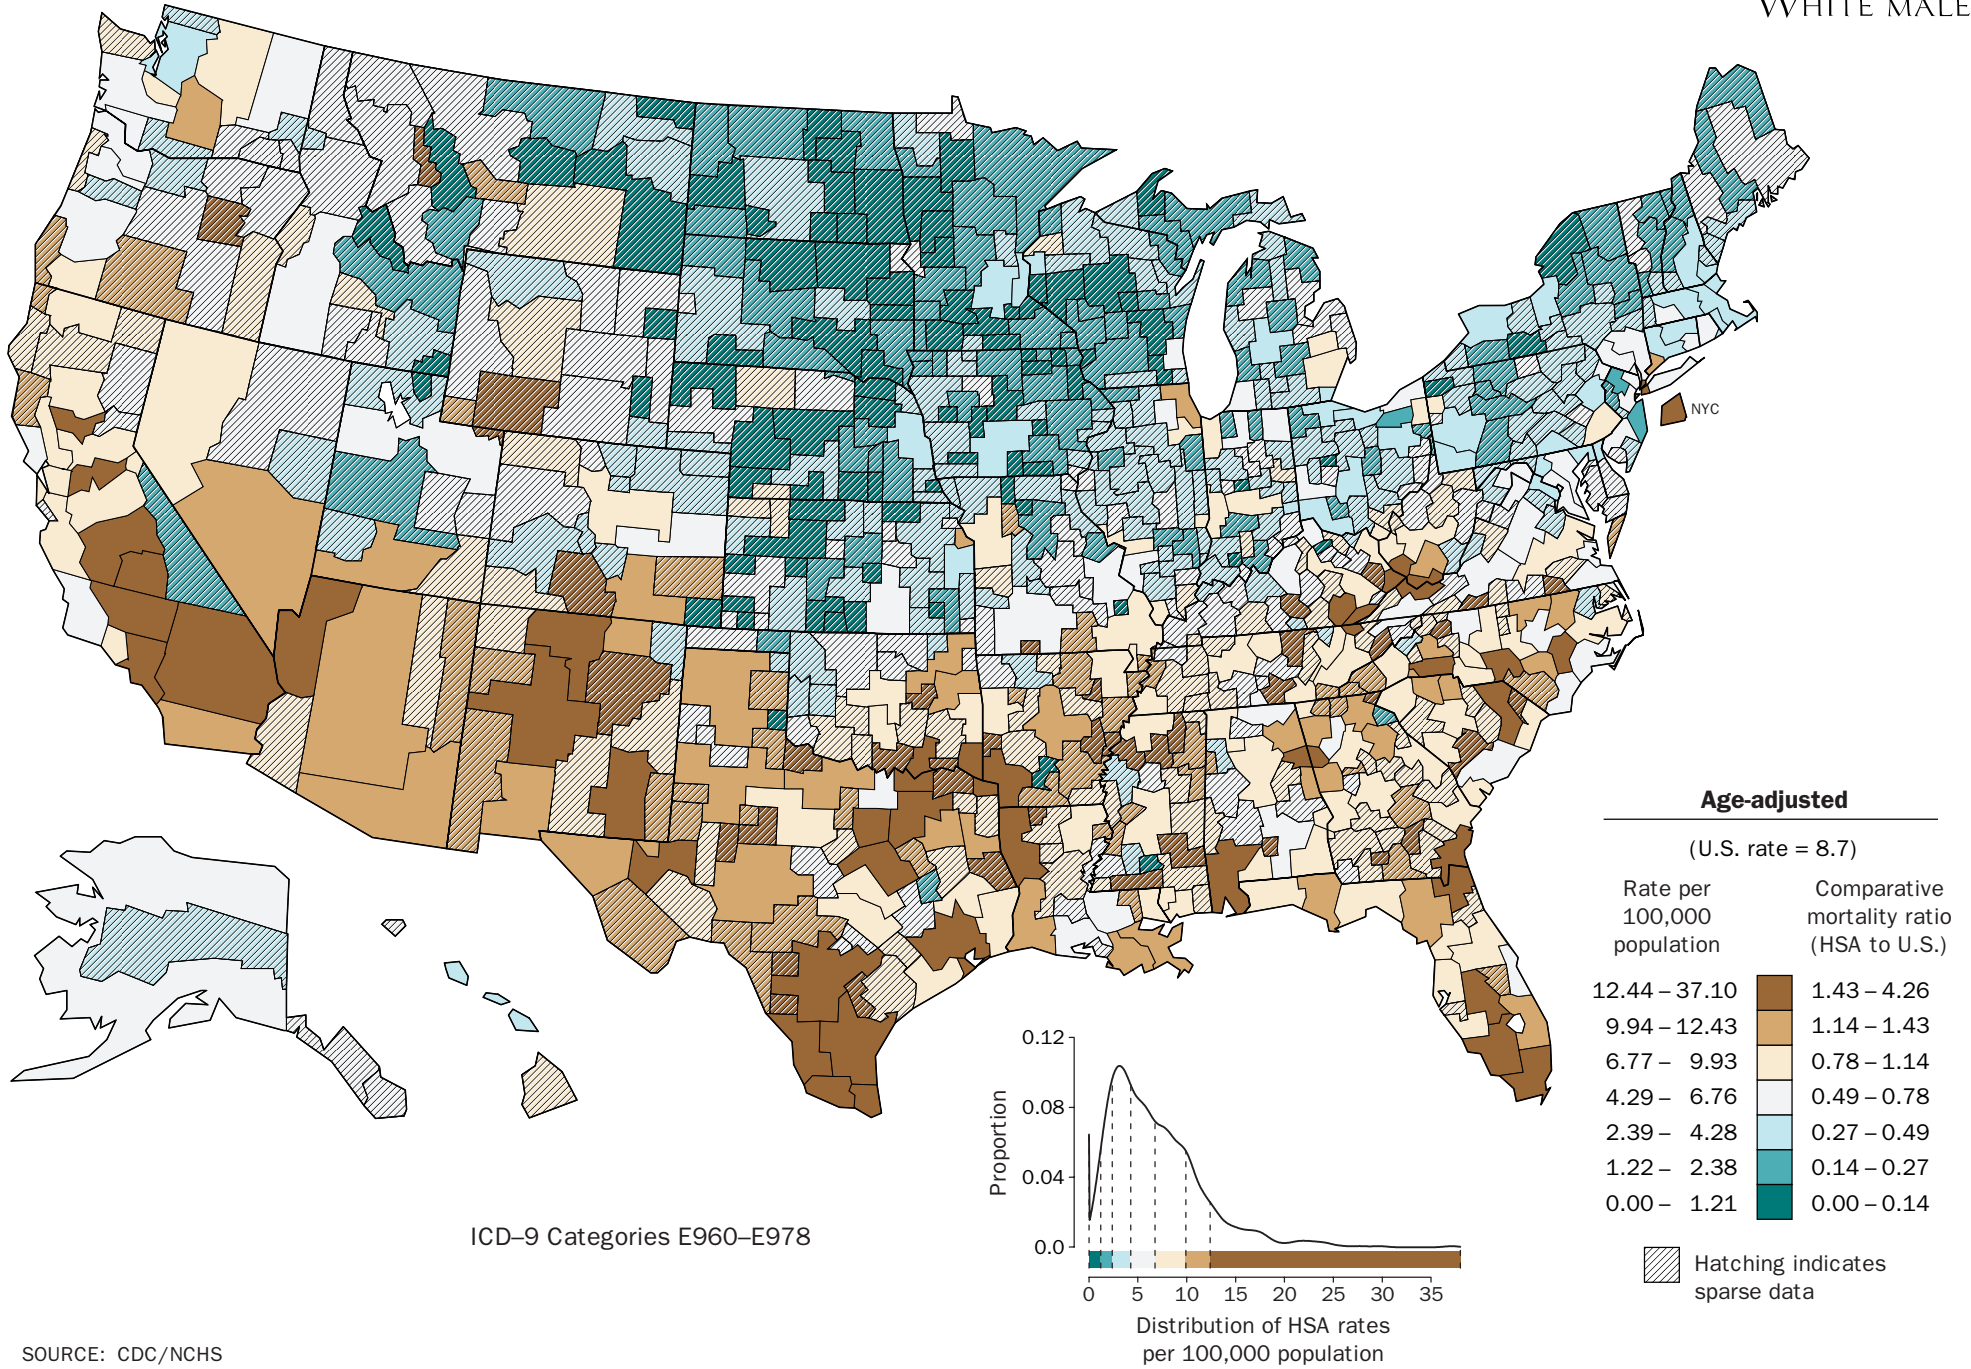 WHITE MALE
NYC
Age-adjusted
(U.S. rate = 8.7)
Rate per
100,000
population
Comparative
mortality ratio
(HSA to U.S.)
12.44 – 37.10 1.43 – 4.26
9.94 – 12.43 1.14 – 1.43
6.77 – 9.93 0.78 – 1.14
4.29 – 6.76 0.49 – 0.78
2.39 – 4.28 0.27 – 0.49
1.22 – 2.38 0.14 – 0.27
0.00 – 1.21 0.00 – 0.14
Hatching indicates
sparse data
ICD–9 Categories E960–E978
Proportion
0.12
0.08
0.04
0.0
0 5 10 15 20 25 30 35
Distribution of HSA rates
per 100,000 population
SOURCE: CDC/NCHS